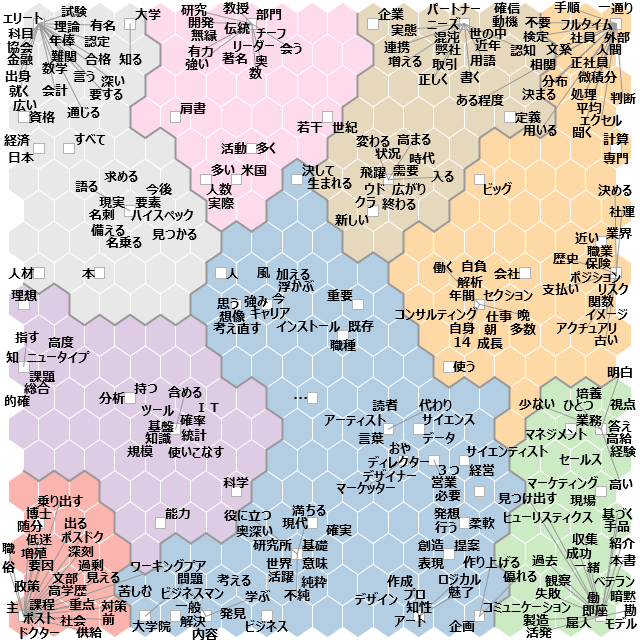 エリート 試験 大学 研究 教授 部門 企業 パートナー 確信 手順 通り
科目 理論 有名 開発 伝統 チーフ 実態 ニーズ 動機 不要 フルタイム
協会 年俸 認定 無縁 リーダー 会う 連携 混沌 世の中 検定 社員 外部
金融 難関 合格 知る 有力 著名 奥 増える 弊社 近年 認知 文系 人間
出身 数学 言う 深い 強い 数 取引 用語 相関 正社員
就く 会計 要する 正しく 書く 分布 微積分
広い 資格 通じる 肩書 ある程度 決まる 処理 判断
若干 世紀 定義 平均
用いる エクセル
経済 すべて 活動 多く 変わる 高まる 聞く 計算
日本 状況 時代 専門
求める 多い 米国 決して 飛躍 需要 入る
語る 今後 人数 生まれる ウド 広がり ビッグ 決める
現実 要素 実際 クラ 終わる
名刺 ハイスペック 新しい 社運
備える 見つかる 近い 業界
名乗る 歴史 職業
人材 本 人 風 加える 働く 自負 会社 保険
浮かぶ 解析 ポジション
理想 思う 強み 今 重要 年間 セクション 支払い リスク
想像 キャリア コンサルティング 仕事 晩 関数
指す 高度 考え直す インストール 既存 自身 朝 多数 イメージ
知 ニュータイプ 職種 14 成長 アクチュアリ
古い
課題 使う 明白
総合 持つ 含める
的確 分析 … 読者 代わり 少ない 培養
ツール IT アーティスト サイエンス ひとつ 視点
基盤 確率 言葉 データ 業務 答え
知識 統計 おや マネジメント 高給
規模 使いこなす ディレクター サイエンティスト 経験
デザイナー 3つ 経営 セールス
科学 マーケッター 営業 マーケティング 高い
乗り出す 必要 見つけ出す 現場
博士 能力 役に立つ 満ちる 発想 ヒューリスティクス 基づく
随分 出る 奥深い 現代 確実 行う 柔軟 手品
低迷 ポスドク 収集 紹介
職 増殖 深刻 研究所 基礎 創造 提案 成功
俗 要因 過剰 ワーキングプア 世界 意味 表現 作り上げる 過去 一緒 本書
政策 文部 見える 問題 考える 活躍 純粋 作成 ロジカル 優れる 観察 ベテラン
高学歴 苦しむ ビジネスマン 学ぶ 不純 プロ 魅了 失敗 働 暗黙
主 課程 重点 対策 一般 デザイン 知性 コミュニケーション 即座 勘
ポスト 社会 前 大学院 解決 発見 ビジネス アート 企画 製造 属人 モデル
ドクター 供給 内容 活発